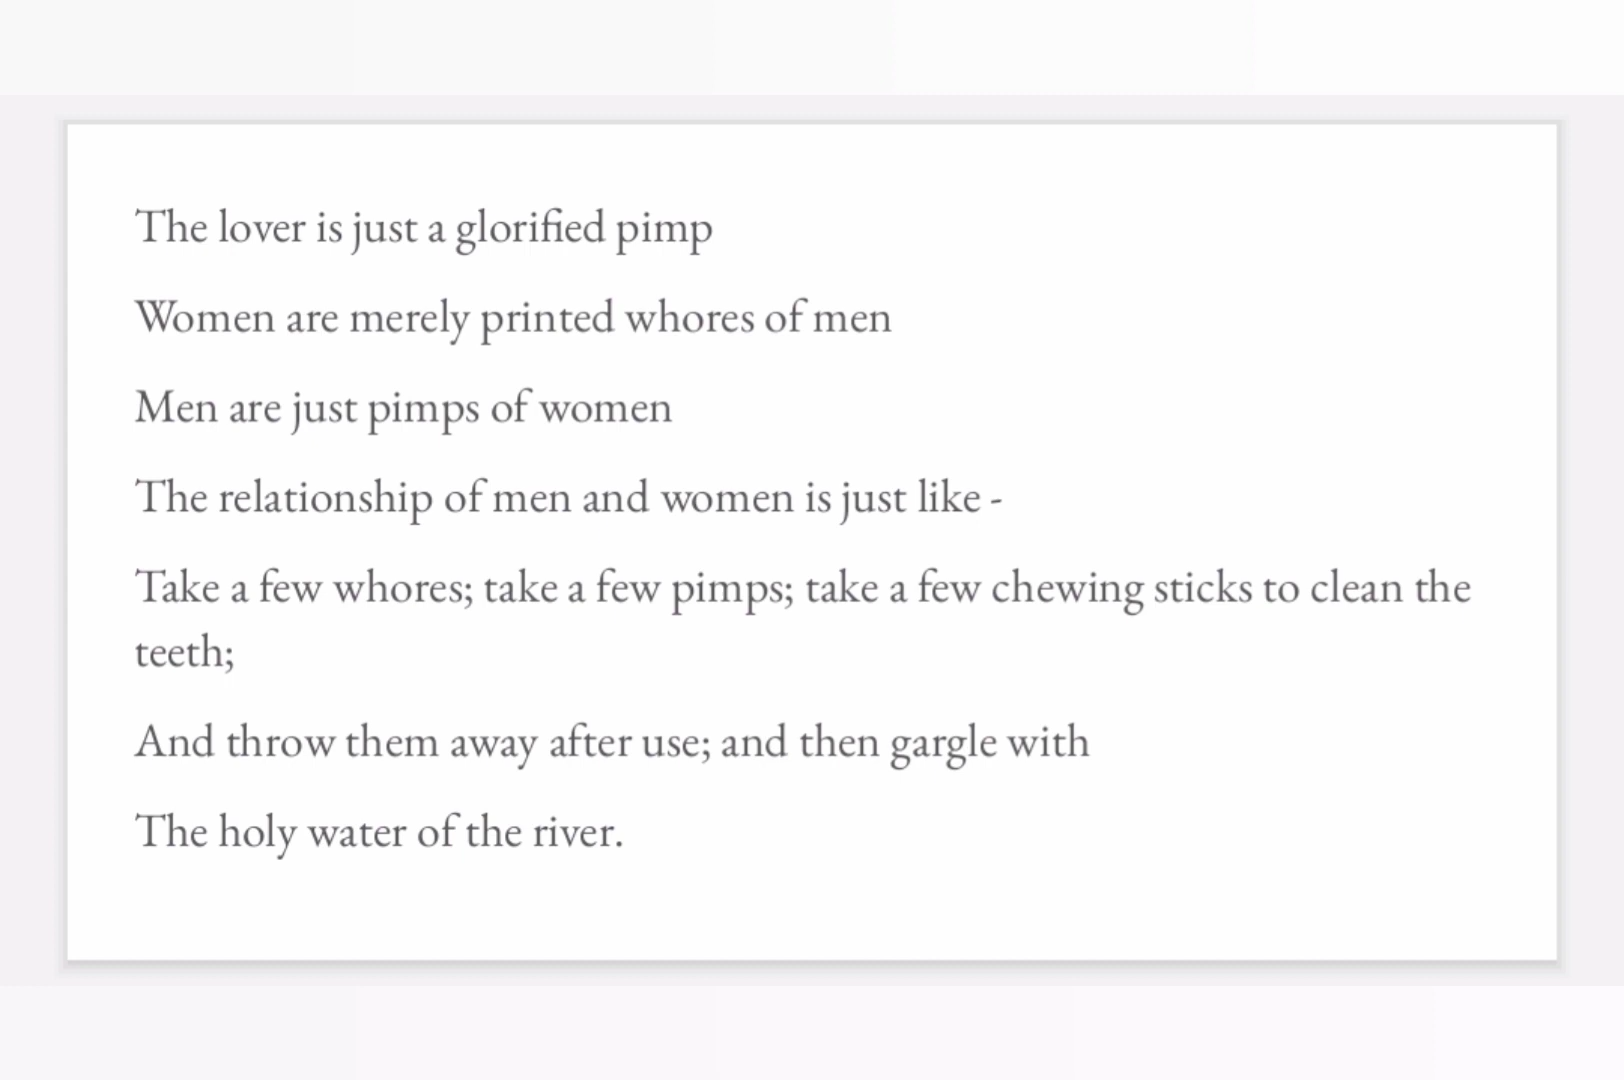 The lover is just a glorified pimp
Women are merely printed whores of men
Men are just pimps of women
The relationship of men and women is just like -
Take a few whores; take a few pimps; take a few chewing sticks to clean the
teeth;
And throw them away after use; and then gargle with
The holy water of the river.